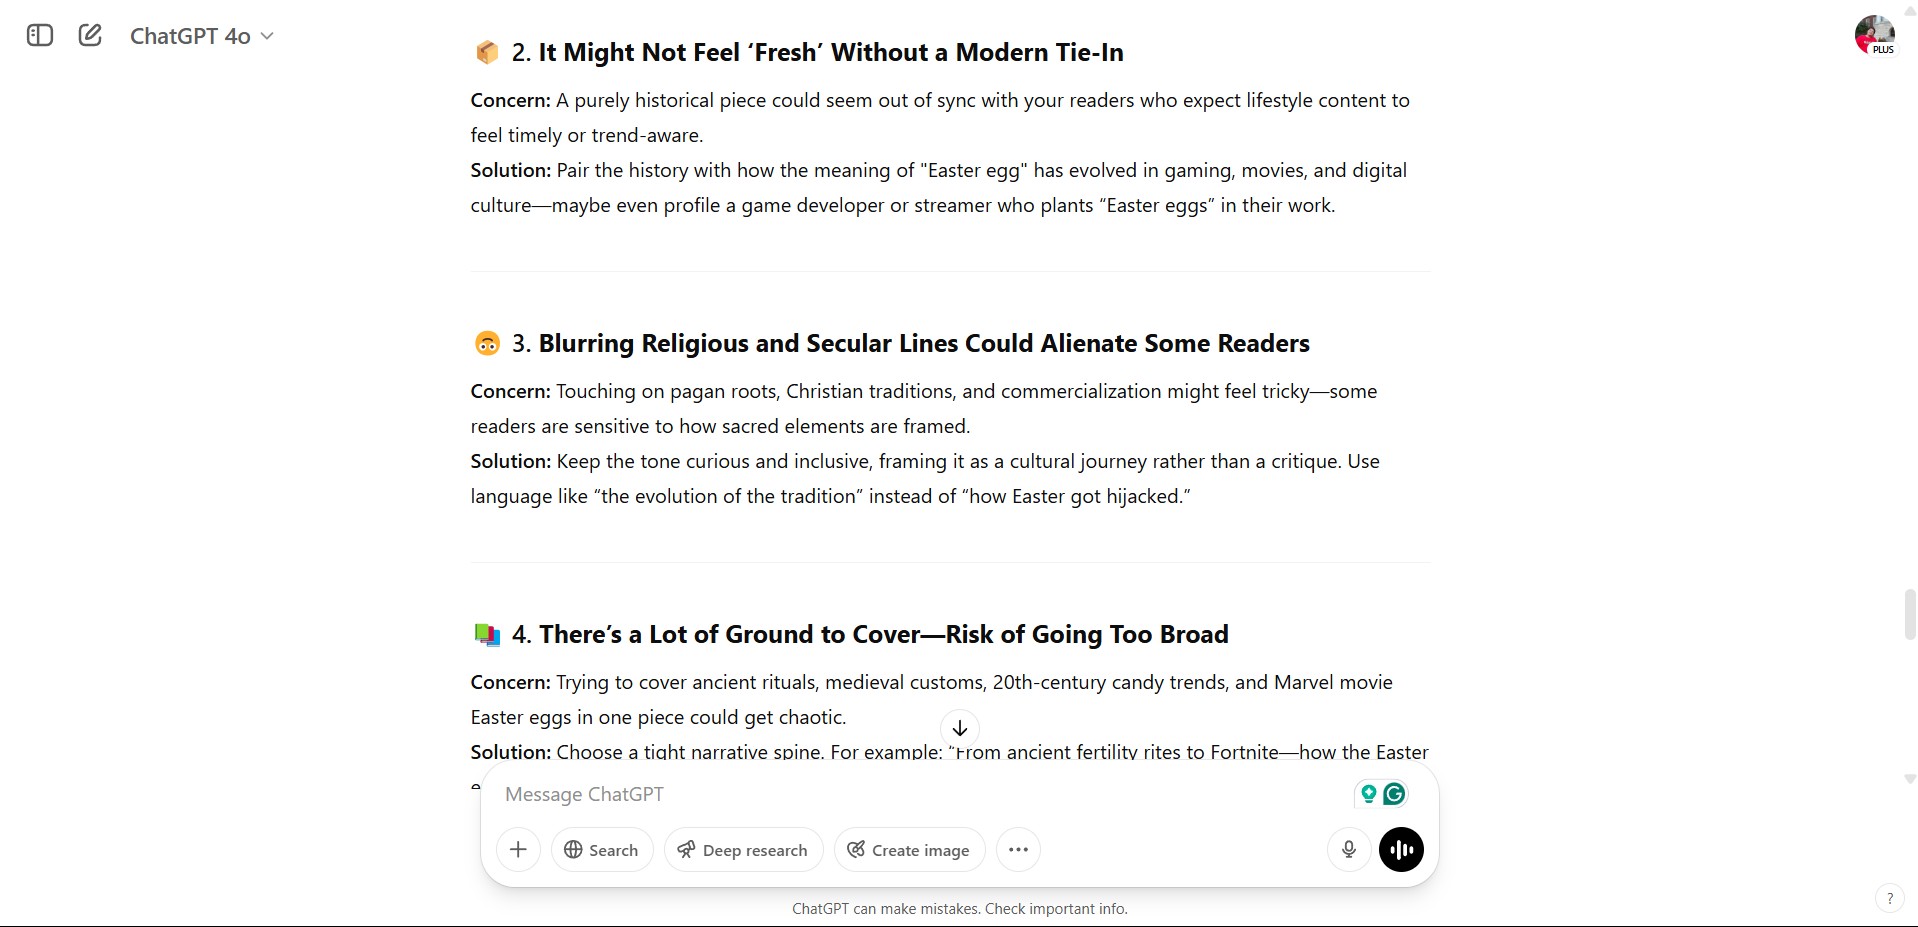 ChatGPT 4o
PLUS
2. It Might Not Feel ‘Fresh’ Without a Modern Tie-In
Concern: A purely historical piece could seem out of sync with your readers who expect lifestyle content to
feel timely or trend-aware.
Solution: Pair the history with how the meaning of "Easter egg" has evolved in gaming, movies, and digital
culture—maybe even profile a game developer or streamer who plants “Easter eggs” in their work.
3. Blurring Religious and Secular Lines Could Alienate Some Readers
Concern: Touching on pagan roots, Christian traditions, and commercialization might feel tricky—some
readers are sensitive to how sacred elements are framed.
Solution: Keep the tone curious and inclusive, framing it as a cultural journey rather than a critique. Use
language like “the evolution of the tradition” instead of “how Easter got hijacked.”
4. There’s a Lot of Ground to Cover—Risk of Going Too Broad
Concern: Trying to cover ancient rituals, medieval customs, 20th-century candy trends, and Marvel movie
Easter eggs in one piece could get chaotic.
Solution: Choose a tight narrative spine. For example: “From ancient fertility rites to Fortnite—how the Easter
Message ChatGPT
Search
Deep research
Create image
ChatGPT can make mistakes. Check important info.
?